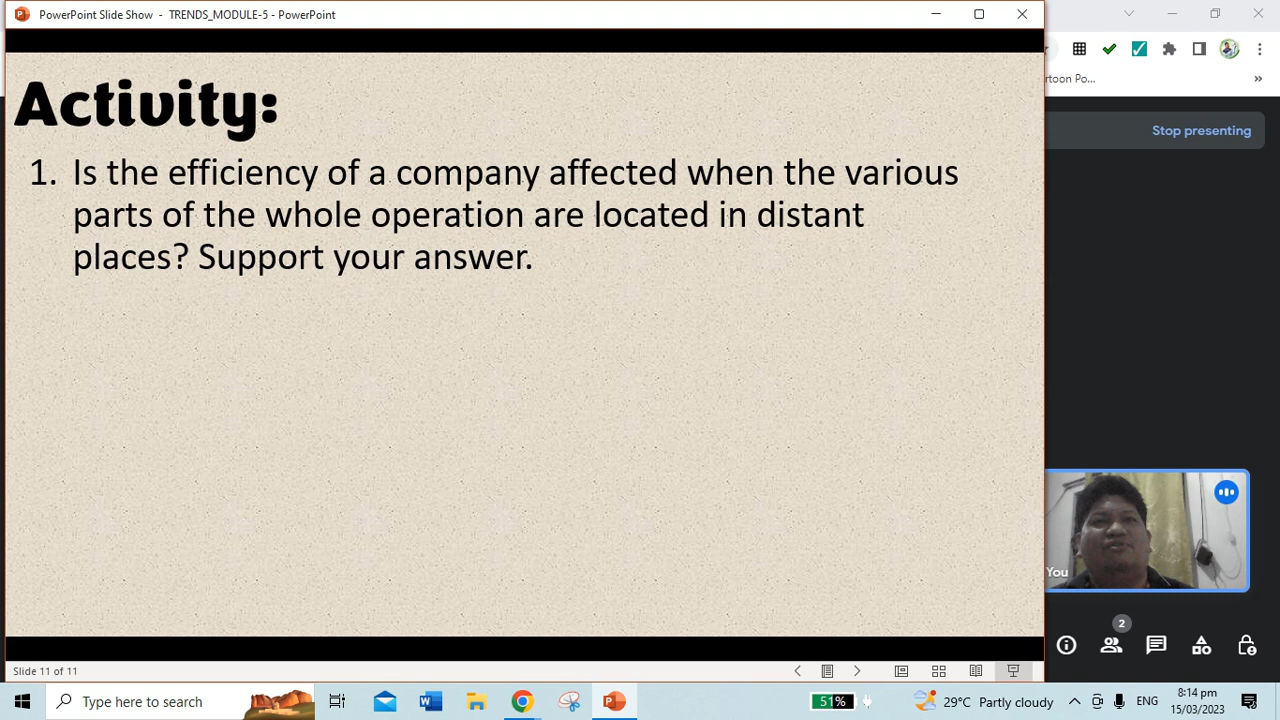 PowerPoint Slide Show - TRENDS_MODULE-5 - PowerPoint
rtoon Po...
Activity:
Stop presenting
1. Is the efficiency of a company affected when the various
parts of the whole operation are located in distant
places? Support your answer.
You
2
Slide 11 of 11
Type here to search
51%
29°C Partly cloudy
ENG
8:14 pm
15/03/2023